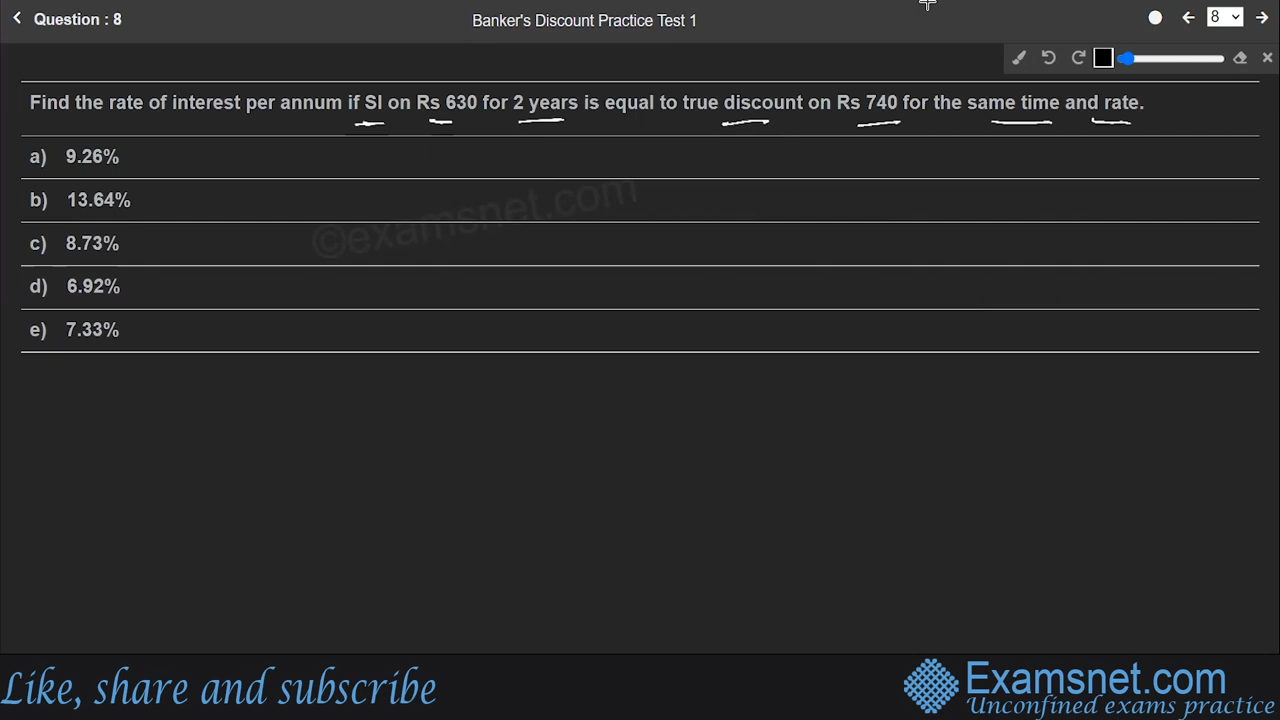 Question : 8
Banker's Discount Practice Test 1
8
Find the rate of interest per annum if SI on Rs 630 for 2 years is equal to true discount on Rs 740 for the same time and rate.
a) 9.26%
b) 13.64%
c) 8.73%
d) 6.92%
e) 7.33%
©examsnet.com
Like, share and subscribe
Examsnet.com
Unconfined exams practice